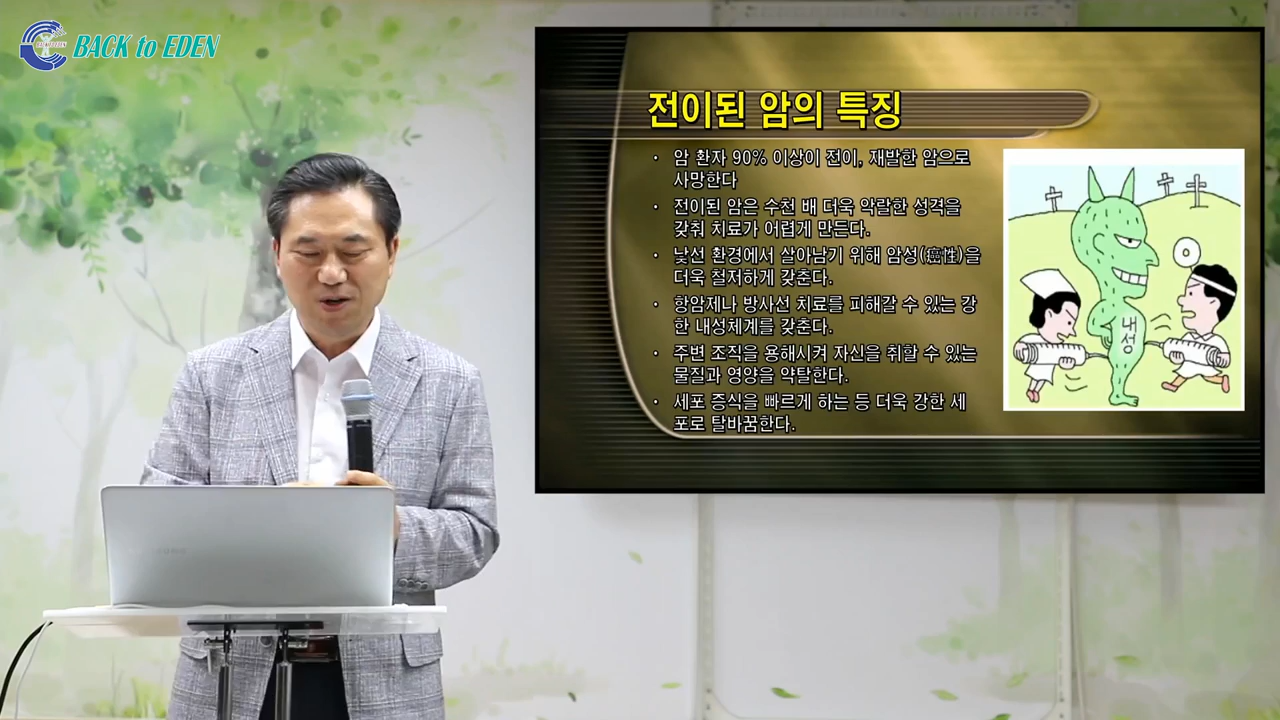 BACK to EDEN
전이된 암의 특징
• 암 환자 90% 이상이 전이, 재발한 암으로
사망한다
• 전이된 암은 수천 배 더욱 악랄한 성격을
갖춰 치료가 어렵게 만든다.
• 낯선 환경에서 살아남기 위해 암성(癌性)을
더욱 철저하게 갖춘다.
• 항암제나 방사선 치료를 피해갈 수 있는 강
한 내성체계를 갖춘다.
• 주변 조직을 용해시켜 자신을 취할 수 있는
물질과 영양을 약탈한다.
• 세포 증식을 빠르게 하는 등 더욱 강한 세
포로 탈바꿈한다.
내성